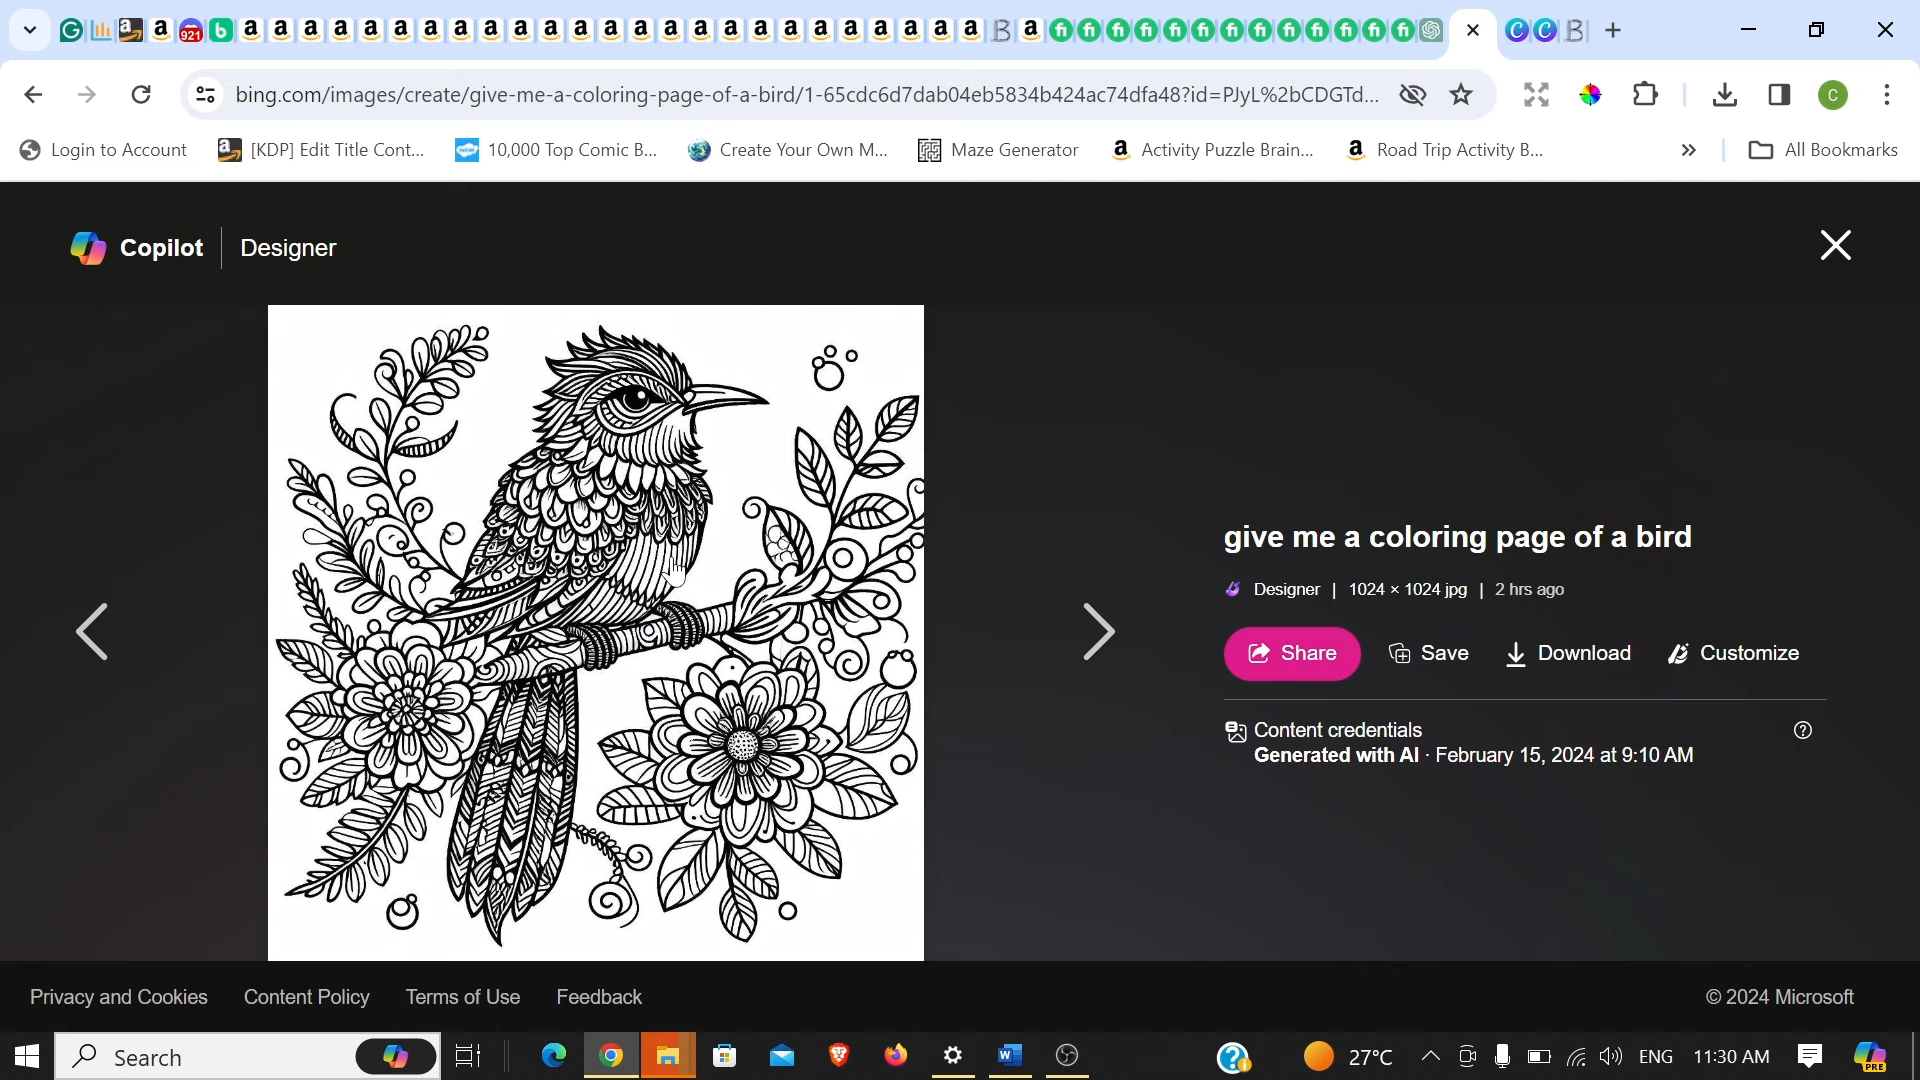 921
bing.com/images/create/give-me-a-coloring-page-of-a-bird/1-65cdc6d7dab04eb5834b424ac74dfa48?id=PJyL%2bCDGTd...
C
Login to Account
[KDP] Edit Title Cont...
10,000 Top Comic B...
Create Your Own M...
Maze Generator
Activity Puzzle Brain...
Road Trip Activity B...
All Bookmarks
Copilot
Designer
give me a coloring page of a bird
Designer | 1024 × 1024 jpg | 2 hrs ago
Share
Save
Download
Customize
Content credentials
Generated with AI · February 15, 2024 at 9:10 AM
Privacy and Cookies
Content Policy
Terms of Use
Feedback
© 2024 Microsoft
Search
27°C
ENG
11:30 AM
PRE